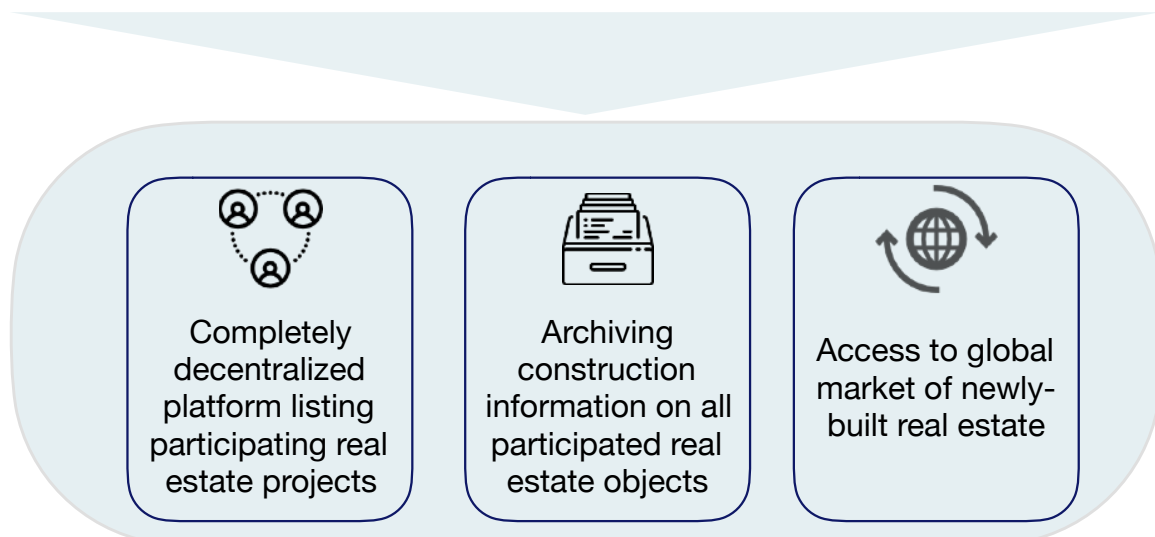 Completely
decentralized
platform listing
participating real
estate projects
Archiving
construction
information on all
participated real
estate objects
Access to global
market of newly-
built real estate